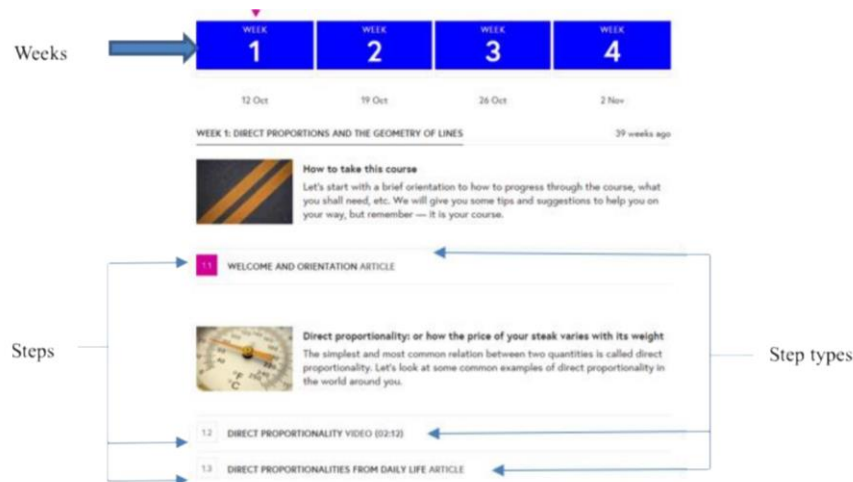 WEEK WEEK WEEK WEEK
Weeks 1 2 3 4
12 Oct 19 Oct 26 Oct 2 Nov
WEEK 1: DIRECT PROPORTIONS AND THE GEOMETRY OF LINES 39 weeks ago
How to take this course
Let's start with a brief orientation to how to progress through the course, what
you shall need, etc. We will give you some tips and suggestions to help you on
your way, but remember — it is your course.
1.1 WELCOME AND ORIENTATION ARTICLE
Direct proportionality: or how the price of your steak varies with its weight
Steps The simplest and most common relation between two quantities is called direct Step types
proportionality. Let's look at some common examples of direct proportionality in
the world around you.
°F
°C
1.2 DIRECT PROPORTIONALITY VIDEO (02:12)
1.3 DIRECT PROPORTIONALITIES FROM DAILY LIFE ARTICLE